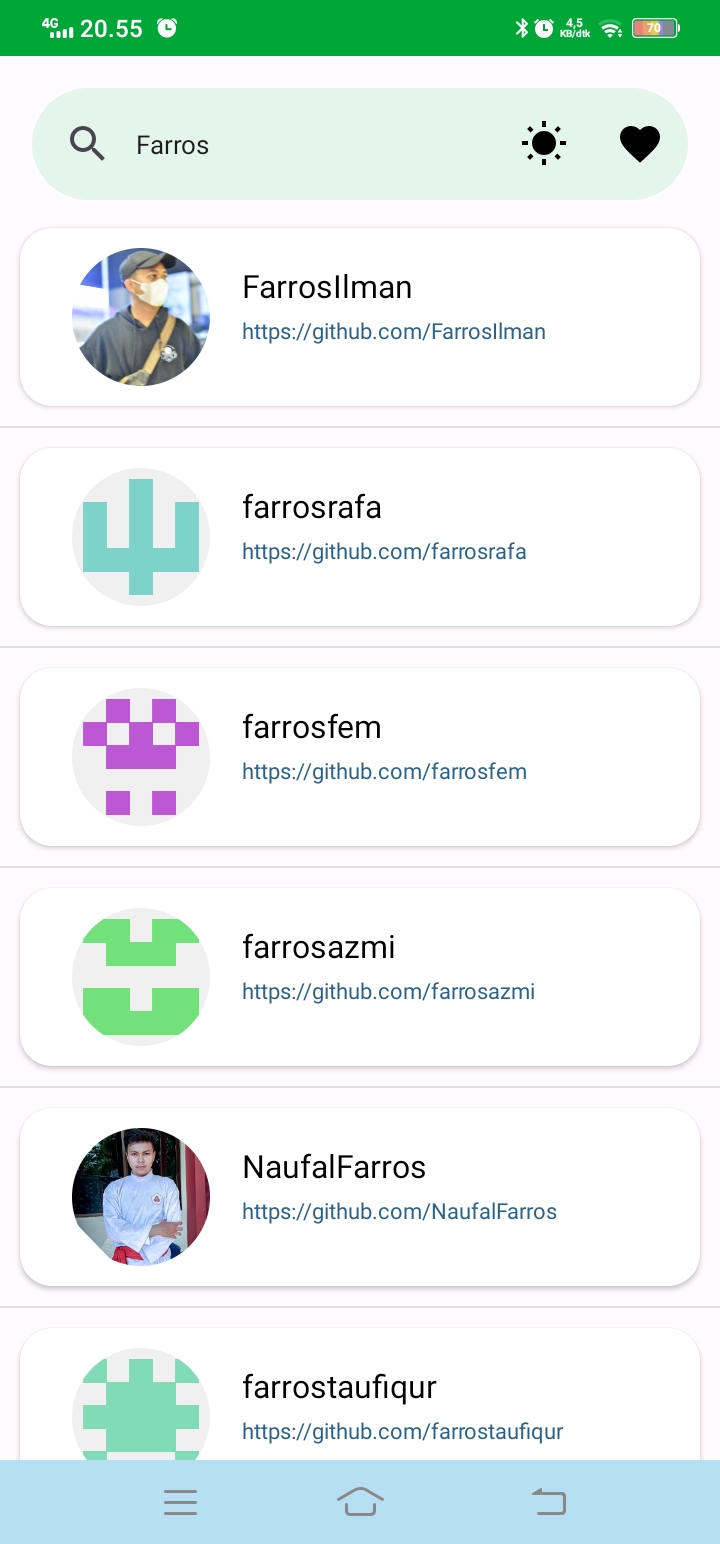 4G 20.55 4,5 KB/dtk 70
Farros
FarrosIlman
https://github.com/FarrosIlman
farrosrafa
https://github.com/farrosrafa
farrosfem
https://github.com/farrosfem
farrosazmi
https://github.com/farrosazmi
NaufalFarros
https://github.com/NaufalFarros
farrostaufiqur
https://github.com/farrostaufiqur